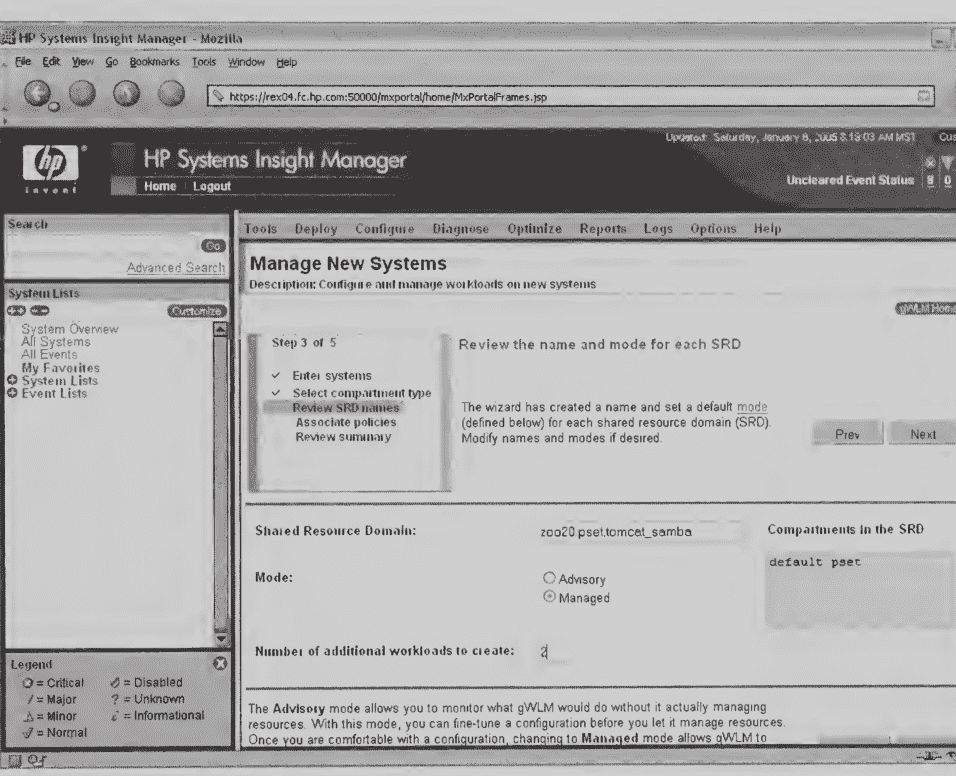 HP Systems Insight Manager - Mozilla
File Edit View Go Bookmarks Tools Window Help
https://rex04.fc.hp.com:50000/mxportal/home/MxPortalFrames.jsp
Updated: Saturday, January 8, 2005 8:18:03 AM MST Cus
hp
invent
HP Systems Insight Manager
Home Logout
Uncleared Event Status 8 0
Search
Go
Advanced Search
System Lists
Customize
System Overview
All Systems
All Events
My Favorites
System Lists
Event Lists
Legend
= Critical = Disabled
= Major ? = Unknown
= Minor i = Informational
= Normal
Tools Deploy Configure Diagnose Optimize Reports Logs Options Help
Manage New Systems
Description: Configure and manage workloads on new systems
gWLM Home
Step 3 of 5
✓ Enter systems
✓ Select compartment type
Review SRD names
Associate policies
Review summary
Review the name and mode for each SRD
The wizard has created a name and set a default mode
(defined below) for each shared resource domain (SRD).
Modify names and modes if desired.
Prev Next
Shared Resource Domain: zoo20.pset.tomcat_samba
Compartments in the SRD
default pset
Mode:
Advisory
Managed
Number of additional workloads to create: 2
The Advisory mode allows you to monitor what gWLM would do without it actually managing
resources. With this mode, you can fine-tune a configuration before you let it manage resources.
Once you are comfortable with a configuration, changing to Managed mode allows gWLM to